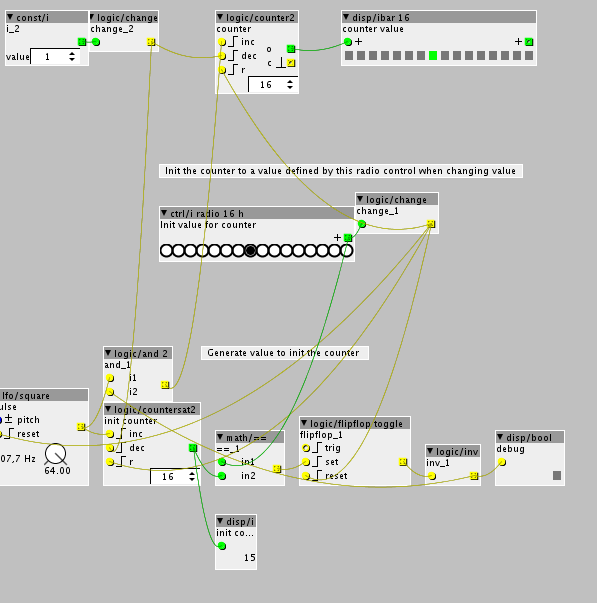 const/i
i_2
value 1
logic/change
change_2
logic/counter2
counter
inc
o
dec
c
r
16
disp/ibar 16
counter value
+ +
Init the counter to a value defined by this radio control when changing value
logic/change
change_1
ctrl/i radio 16 h
Init value for counter
+
logic/and 2
and_1
i1
i2
Generate value to init the counter
lfo/square
ulse
± pitch
reset
07,7 Hz
64.00
logic/countersat2
init counter
inc
dec
r
16
math/==
==_1
in1
in2
logic/flipflop toggle
flipflop_1
trig
set
reset
logic/inv
inv_1
disp/bool
debug
disp/i
init co...
15